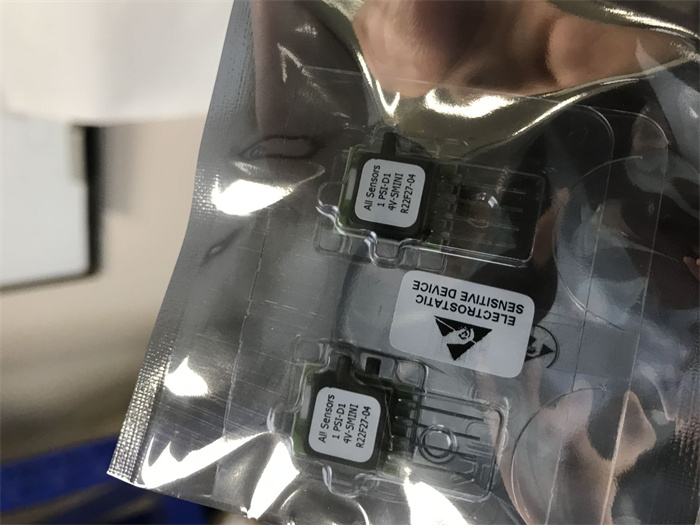 All Sensors
1 PSI-D1
4V-SMINI
R22F27-04
ELECTROSTATIC
SENSITIVE DEVICE
All Sensors
1 PSI-D1
4V-SMINI
R22F27-04